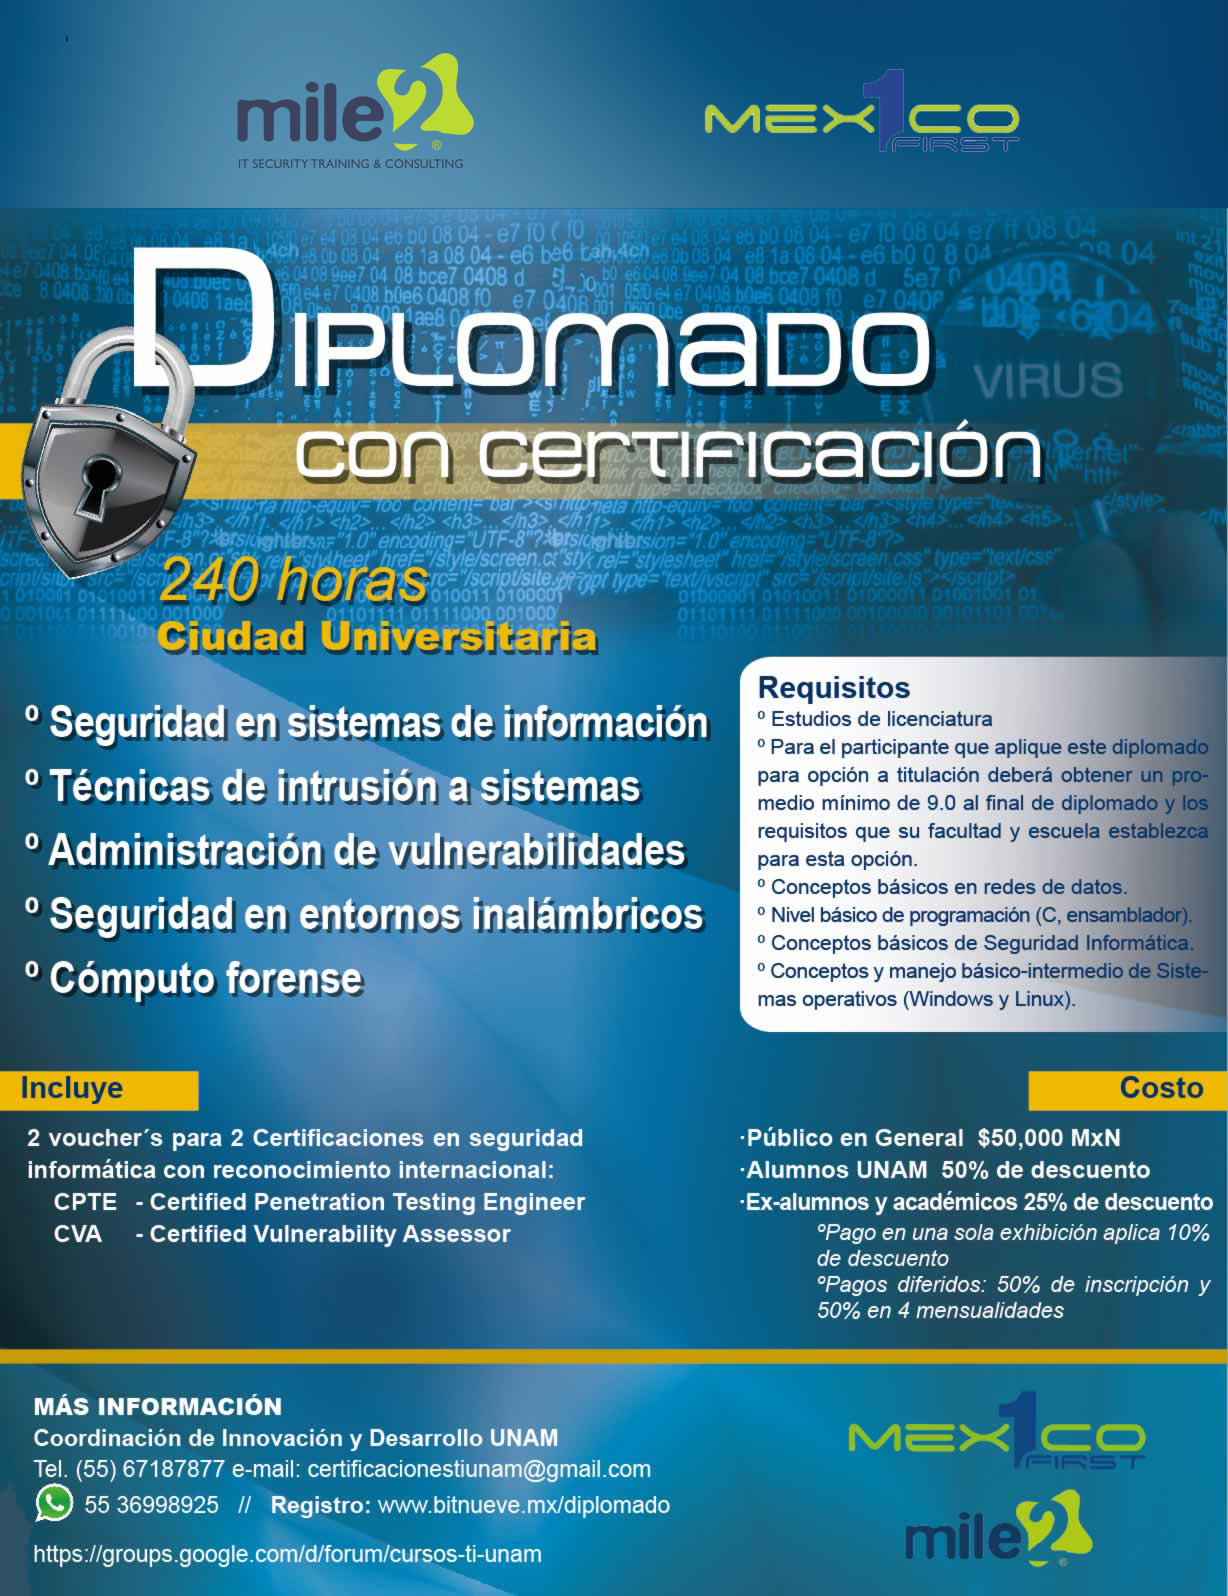 mile2®
IT SECURITY TRAINING & CONSULTING
MEX1CO
FIRST
DIPLOMADO
con certificación
VIRUS
240 horas
Ciudad Universitaria
º Seguridad en sistemas de información
º Técnicas de intrusión a sistemas
º Administración de vulnerabilidades
º Seguridad en entornos inalámbricos
º Cómputo forense
Requisitos
º Estudios de licenciatura
º Para el participante que aplique este diplomado
para opción a titulación deberá obtener un pro-
medio mínimo de 9.0 al final de diplomado y los
requisitos que su facultad y escuela establezca
para esta opción.
º Conceptos básicos en redes de datos.
º Nivel básico de programación (C, ensamblador).
º Conceptos básicos de Seguridad Informática.
º Conceptos y manejo básico-intermedio de Siste-
mas operativos (Windows y Linux).
Incluye
2 voucher´s para 2 Certificaciones en seguridad
informática con reconocimiento internacional:
CPTE - Certified Penetration Testing Engineer
CVA - Certified Vulnerability Assessor
Costo
·Público en General $50,000 MxN
·Alumnos UNAM 50% de descuento
·Ex-alumnos y académicos 25% de descuento
ºPago en una sola exhibición aplica 10%
de descuento
ºPagos diferidos: 50% de inscripción y
50% en 4 mensualidades
MÁS INFORMACIÓN
Coordinación de Innovación y Desarrollo UNAM
Tel. (55) 67187877 e-mail: certificacionestiunam@gmail.com
55 36998925 // Registro: www.bitnueve.mx/diplomado
https://groups.google.com/d/forum/cursos-ti-unam
MEX1CO
FIRST
mile2®